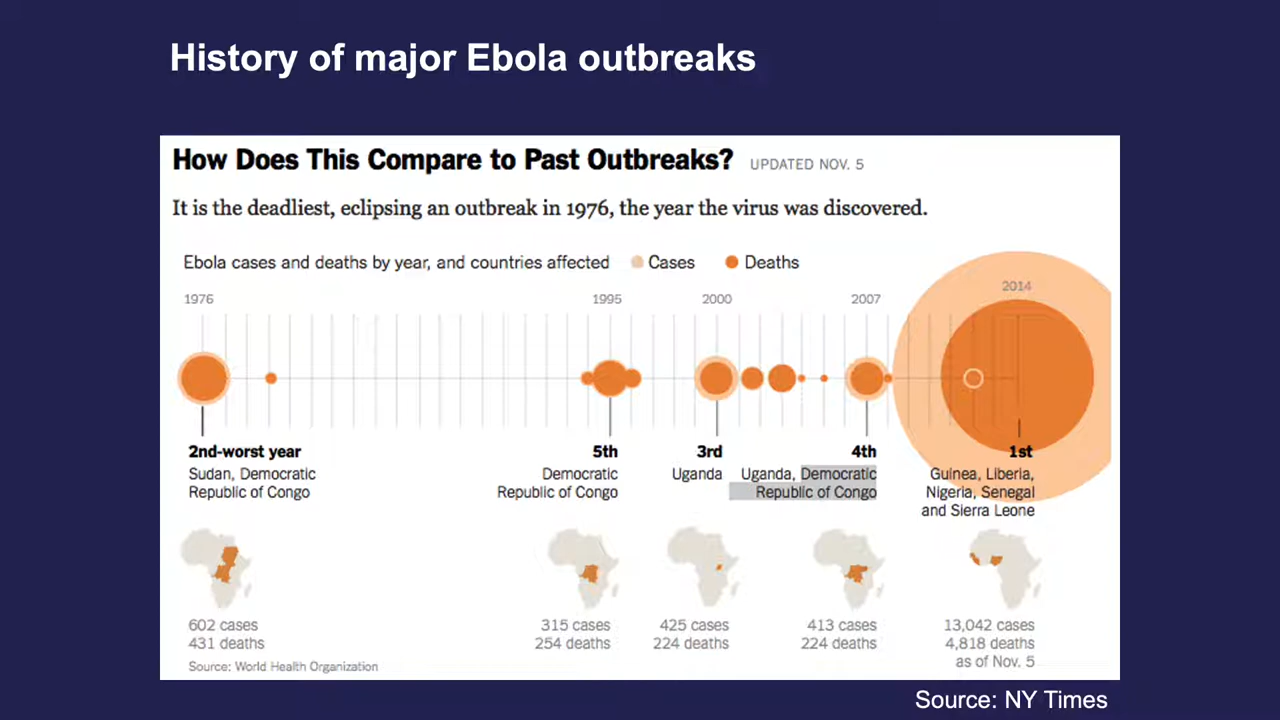 History of major Ebola outbreaks
How Does This Compare to Past Outbreaks? UPDATED NOV. 5
It is the deadliest, eclipsing an outbreak in 1976, the year the virus was discovered.
Ebola cases and deaths by year, and countries affected Cases Deaths
1976 1995 2000 2007 2014
2nd-worst year
Sudan, Democratic
Republic of Congo
602 cases
431 deaths
5th
Democratic
Republic of Congo
315 cases
254 deaths
3rd
Uganda
425 cases
224 deaths
4th
Uganda, Democratic
Republic of Congo
413 cases
224 deaths
1st
Guinea, Liberia,
Nigeria, Senegal
and Sierra Leone
13,042 cases
4,818 deaths
as of Nov. 5
Source: World Health Organization
Source: NY Times